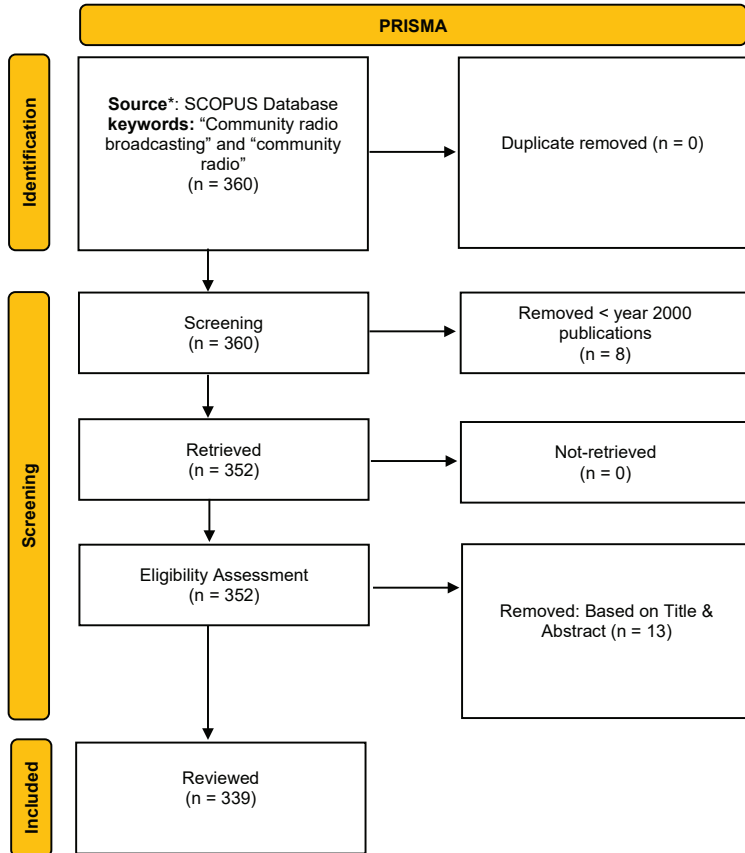 PRISMA
Identification
Source*: SCOPUS Database
keywords: “Community radio
broadcasting” and “community
radio”
(n = 360)
Duplicate removed (n = 0)
Screening
Screening
(n = 360)
Removed < year 2000
publications
(n = 8)
Retrieved
(n = 352)
Not-retrieved
(n = 0)
Eligibility Assessment
(n = 352)
Removed: Based on Title &
Abstract (n = 13)
Included
Reviewed
(n = 339)